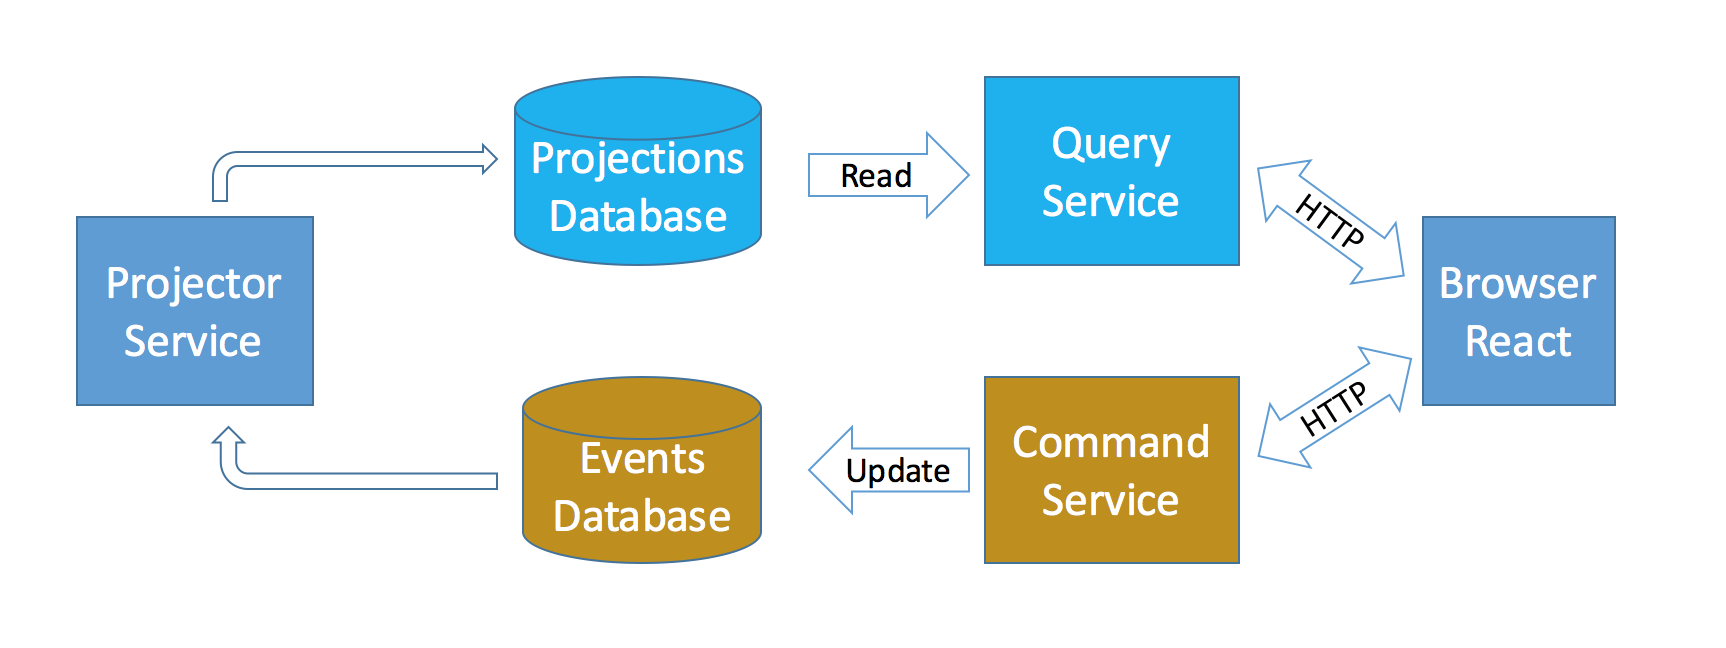 Projections
Database
Read
Query
Service
HTTP
Projector
Service
Browser
React
Events
Database
Update
Command
Service
HTTP